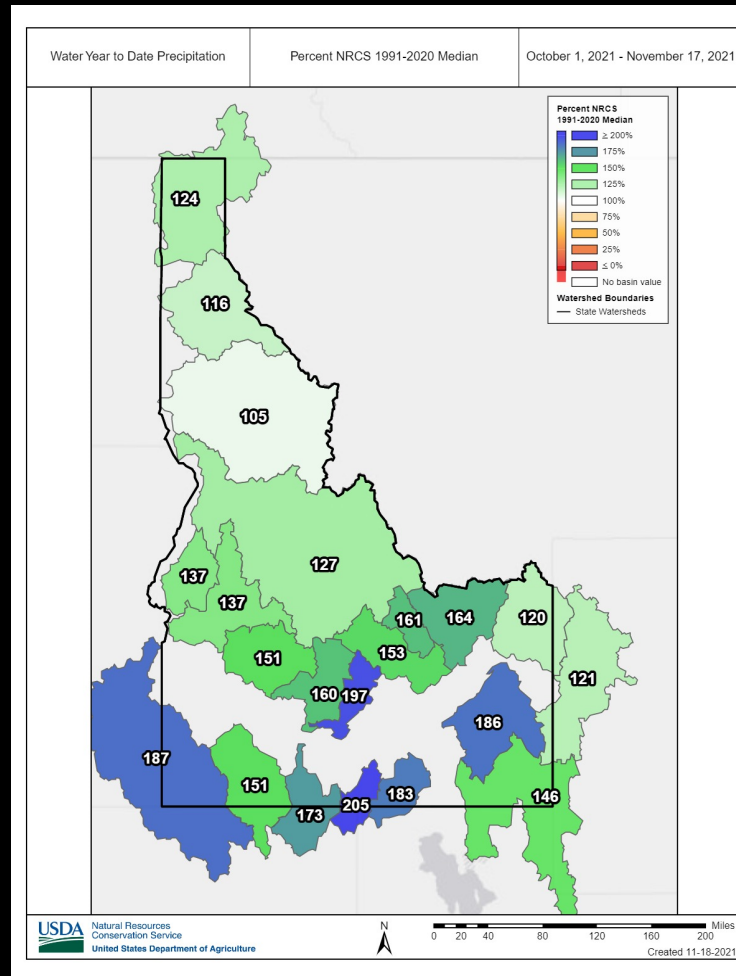 Water Year to Date Precipitation
Percent NRCS 1991-2020 Median
October 1, 2021 - November 17, 2021
Percent NRCS
1991-2020 Median
≥ 200%
175%
150%
125%
100%
75%
50%
25%
≤ 0%
No basin value
Watershed Boundaries
State Watersheds
124
116
105
127
137
137
161
164
120
151
153
121
160
197
186
187
151
173
205
183
146
USDA
Natural Resources
Conservation Service
United States Department of Agriculture
N
0 20 40 80 120 160 200
Miles
Created 11-18-2021